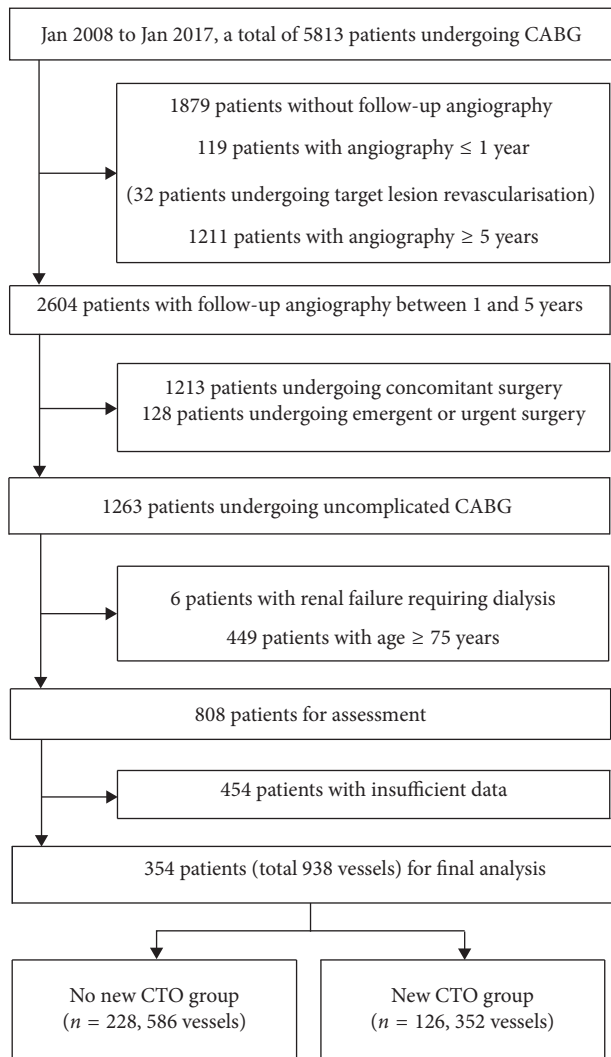 Jan 2008 to Jan 2017, a total of 5813 patients undergoing CABG
1879 patients without follow-up angiography
119 patients with angiography ≤ 1 year
(32 patients undergoing target lesion revascularisation)
1211 patients with angiography ≥ 5 years
2604 patients with follow-up angiography between 1 and 5 years
1213 patients undergoing concomitant surgery
128 patients undergoing emergent or urgent surgery
1263 patients undergoing uncomplicated CABG
6 patients with renal failure requiring dialysis
449 patients with age ≥ 75 years
808 patients for assessment
454 patients with insufficient data
354 patients (total 938 vessels) for final analysis
No new CTO group
(n = 228, 586 vessels)
New CTO group
(n = 126, 352 vessels)